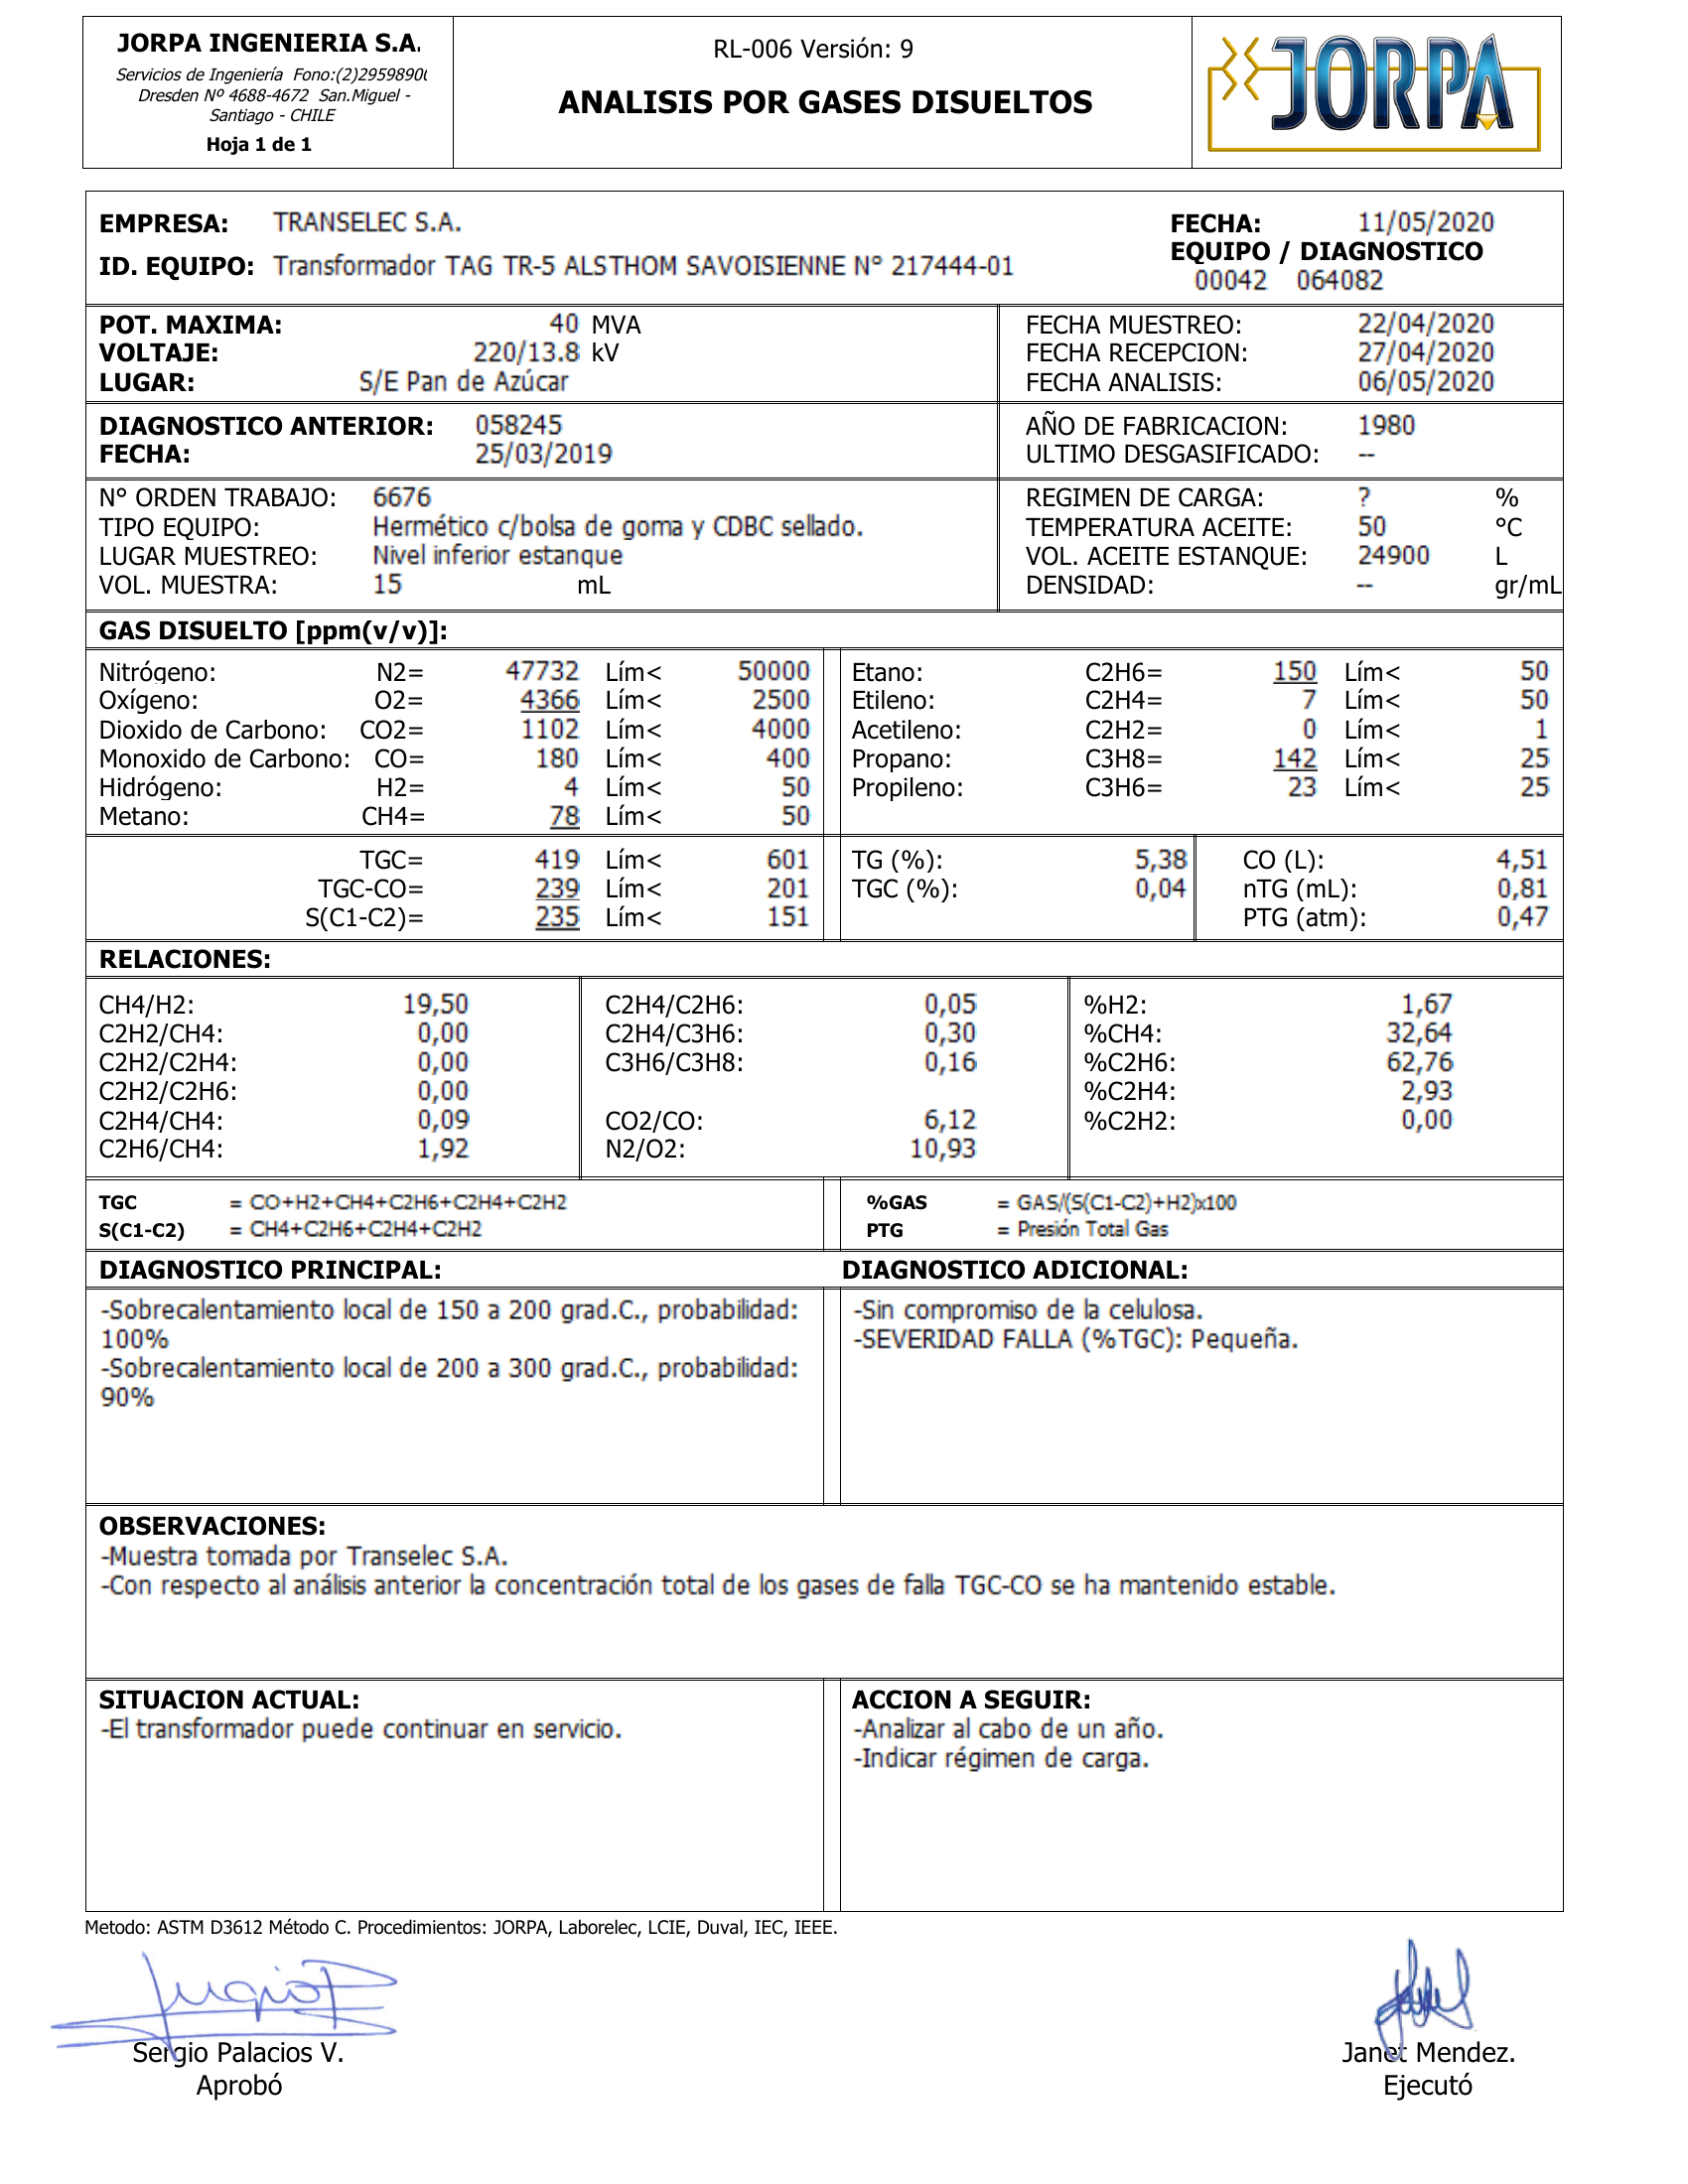 JORPA INGENIERIA S.A.
Servicios de Ingeniería Fono:(2)29598900
Dresden Nº 4688-4672 San.Miguel -
Santiago - CHILE
Hoja 1 de 1
RL-006 Versión: 9
ANALISIS POR GASES DISUELTOS
JORPA
EMPRESA: TRANSELEC S.A.
FECHA: 11/05/2020
ID. EQUIPO: Transformador TAG TR-5 ALSTHOM SAVOISIENNE N° 217444-01
EQUIPO / DIAGNOSTICO
00042 064082
POT. MAXIMA: 40 MVA
VOLTAJE: 220/13.8 kV
LUGAR: S/E Pan de Azúcar
FECHA MUESTREO: 22/04/2020
FECHA RECEPCION: 27/04/2020
FECHA ANALISIS: 06/05/2020
DIAGNOSTICO ANTERIOR: 058245
FECHA: 25/03/2019
AÑO DE FABRICACION: 1980
ULTIMO DESGASIFICADO: --
N° ORDEN TRABAJO: 6676
TIPO EQUIPO: Hermético c/bolsa de goma y CDBC sellado.
LUGAR MUESTREO: Nivel inferior estanque
VOL. MUESTRA: 15 mL
REGIMEN DE CARGA: ? %
TEMPERATURA ACEITE: 50 °C
VOL. ACEITE ESTANQUE: 24900 L
DENSIDAD: -- gr/mL
GAS DISUELTO [ppm(v/v)]:
Nitrógeno: N2= 47732 Lím< 50000
Oxígeno: O2= 4366 Lím< 2500
Dioxido de Carbono: CO2= 1102 Lím< 4000
Monoxido de Carbono: CO= 180 Lím< 400
Hidrógeno: H2= 4 Lím< 50
Metano: CH4= 78 Lím< 50
Etano: C2H6= 150 Lím< 50
Etileno: C2H4= 7 Lím< 50
Acetileno: C2H2= 0 Lím< 1
Propano: C3H8= 142 Lím< 25
Propileno: C3H6= 23 Lím< 25
TGC= 419 Lím< 601
TGC-CO= 239 Lím< 201
S(C1-C2)= 235 Lím< 151
TG (%): 5,38
TGC (%): 0,04
CO (L): 4,51
nTG (mL): 0,81
PTG (atm): 0,47
RELACIONES:
CH4/H2: 19,50
C2H2/CH4: 0,00
C2H2/C2H4: 0,00
C2H2/C2H6: 0,00
C2H4/CH4: 0,09
C2H6/CH4: 1,92
C2H4/C2H6: 0,05
C2H4/C3H6: 0,30
C3H6/C3H8: 0,16
CO2/CO: 6,12
N2/O2: 10,93
%H2: 1,67
%CH4: 32,64
%C2H6: 62,76
%C2H4: 2,93
%C2H2: 0,00
TGC = CO+H2+CH4+C2H6+C2H4+C2H2
S(C1-C2) = CH4+C2H6+C2H4+C2H2
%GAS = GAS/(S(C1-C2)+H2)x100
PTG = Presión Total Gas
DIAGNOSTICO PRINCIPAL:
-Sobrecalentamiento local de 150 a 200 grad.C., probabilidad:
100%
-Sobrecalentamiento local de 200 a 300 grad.C., probabilidad:
90%
DIAGNOSTICO ADICIONAL:
-Sin compromiso de la celulosa.
-SEVERIDAD FALLA (%TGC): Pequeña.
OBSERVACIONES:
-Muestra tomada por Transelec S.A.
-Con respecto al análisis anterior la concentración total de los gases de falla TGC-CO se ha mantenido estable.
SITUACION ACTUAL:
-El transformador puede continuar en servicio.
ACCION A SEGUIR:
-Analizar al cabo de un año.
-Indicar régimen de carga.
Metodo: ASTM D3612 Método C. Procedimientos: JORPA, Laborelec, LCIE, Duval, IEC, IEEE.
Sergio Palacios V.
Aprobó
Janet Mendez.
Ejecutó